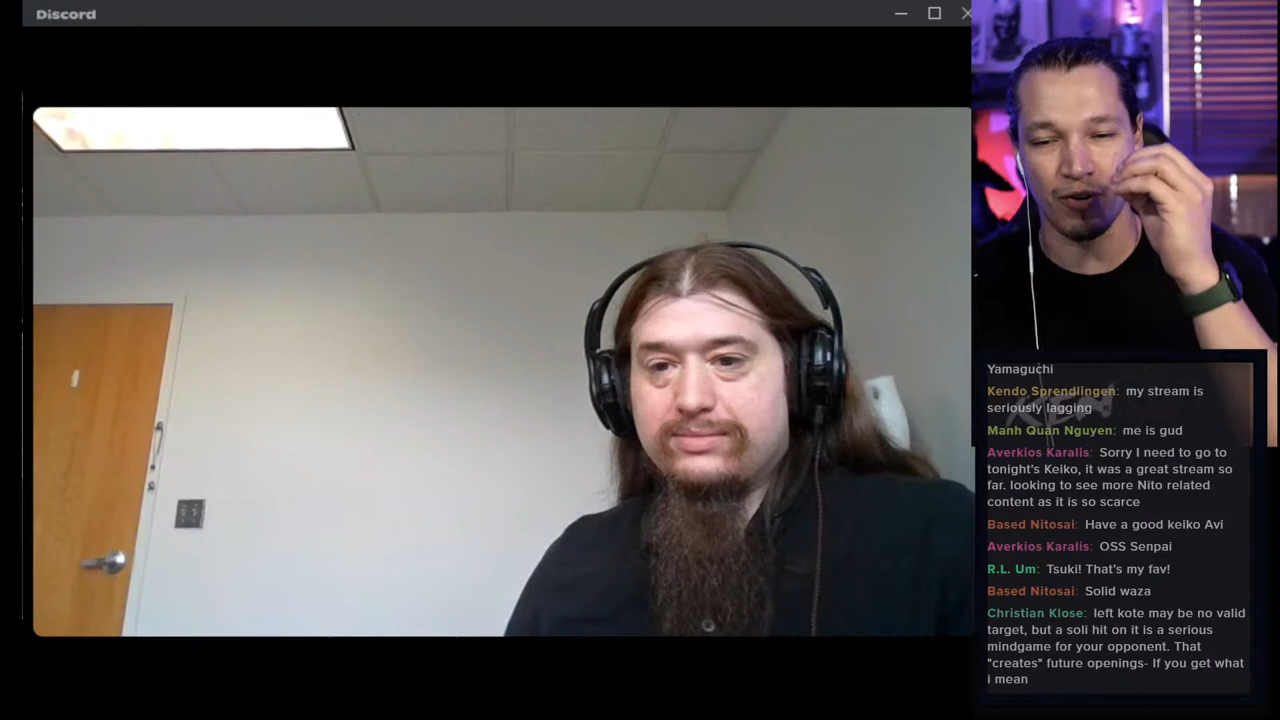 Discord
Yamaguchi
Kendo Sprendlingen: my stream is
seriously lagging
Manh Quan Nguyen: me is gud
Averkios Karalis: Sorry I need to go to
tonight's Keiko, it was a great stream so
far. looking to see more Nito related
content as it is so scarce
Based Nitosai: Have a good keiko Avi
Averkios Karalis: OSS Senpai
R.L. Um: Tsuki! That's my fav!
Based Nitosai: Solid waza
Christian Klose: left kote may be no valid
target, but a soli hit on it is a serious
mindgame for your opponent. That
"creates" future openings- If you get what
i mean